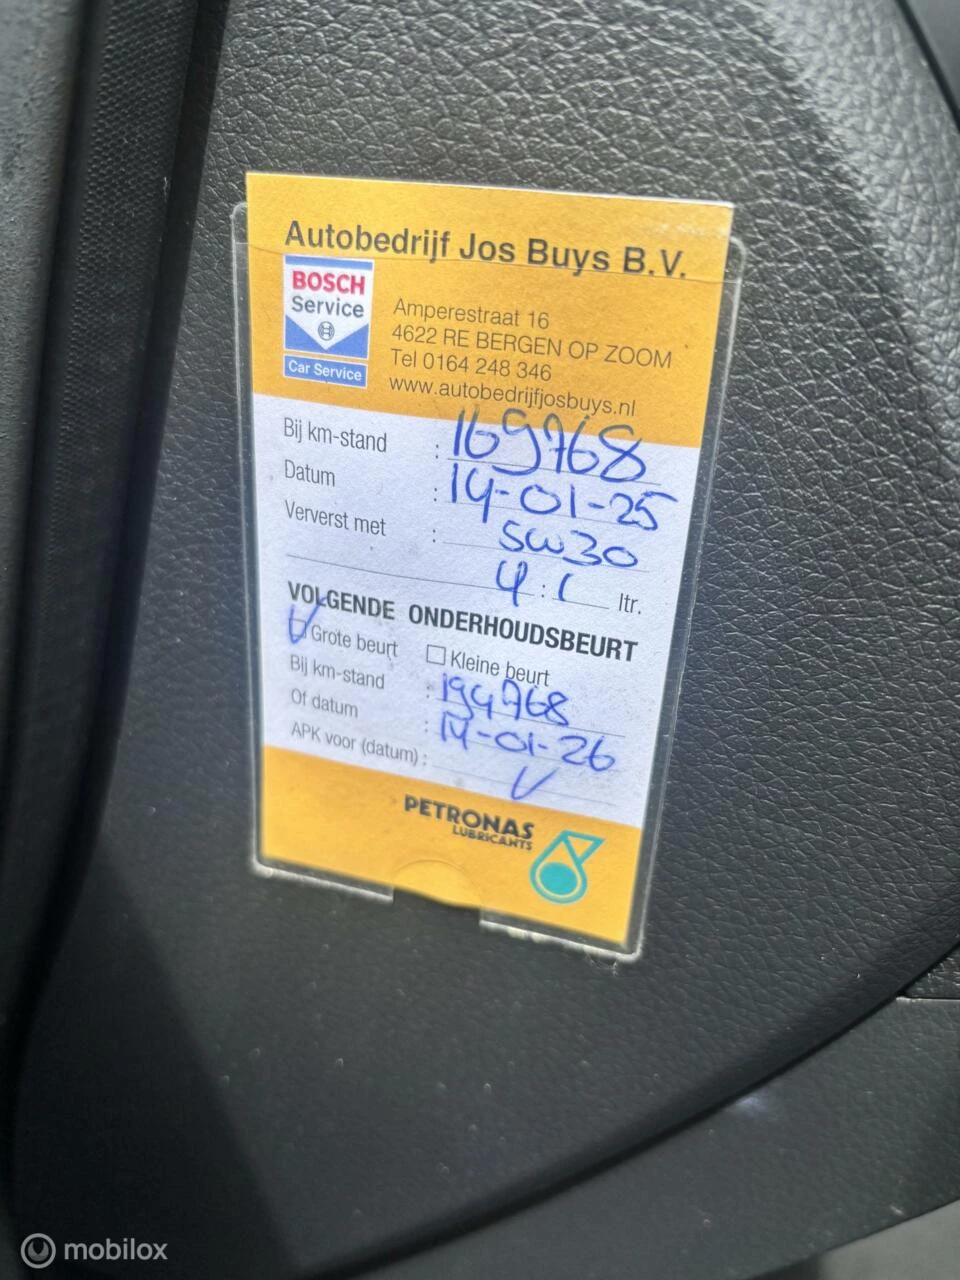 Autobedrijf Jos Buys B.V.
BOSCH
Service
Car Service
Amperestraat 16
4622 RE BERGEN OP ZOOM
Tel 0164 248 346
www.autobedrijfjosbuys.nl
Bij km-stand : 169768
Datum : 14-01-25
Ververst met : 5W30
4 : 1 ltr.
VOLGENDE ONDERHOUDSBEURT
Grote beurt Kleine beurt
Bij km-stand : 194768
Of datum : 14-01-26
APK voor (datum) :
PETRONAS
LUBRICANTS
mobilox